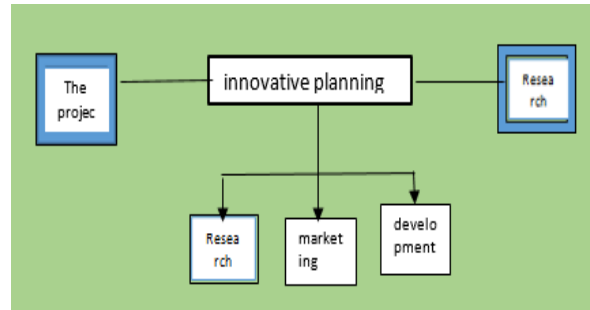 The
projec
innovative planning
Resea
rch
Resea
rch
market
ing
develo
pment